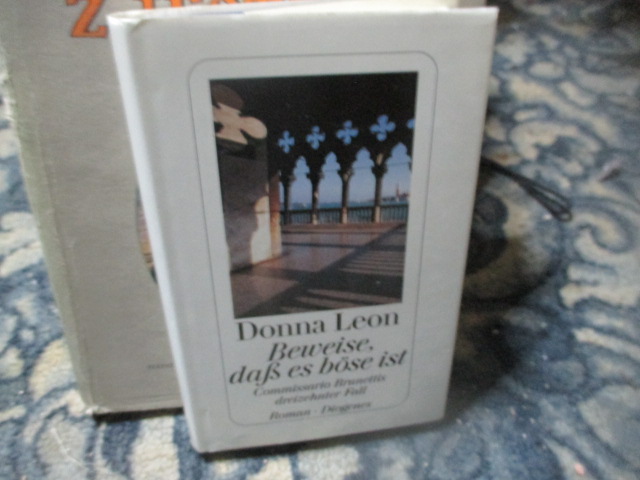 Donna Leon
Beweise,
daß es böse ist
Commissario Brunettis
dreizehnter Fall
Roman · Diogenes